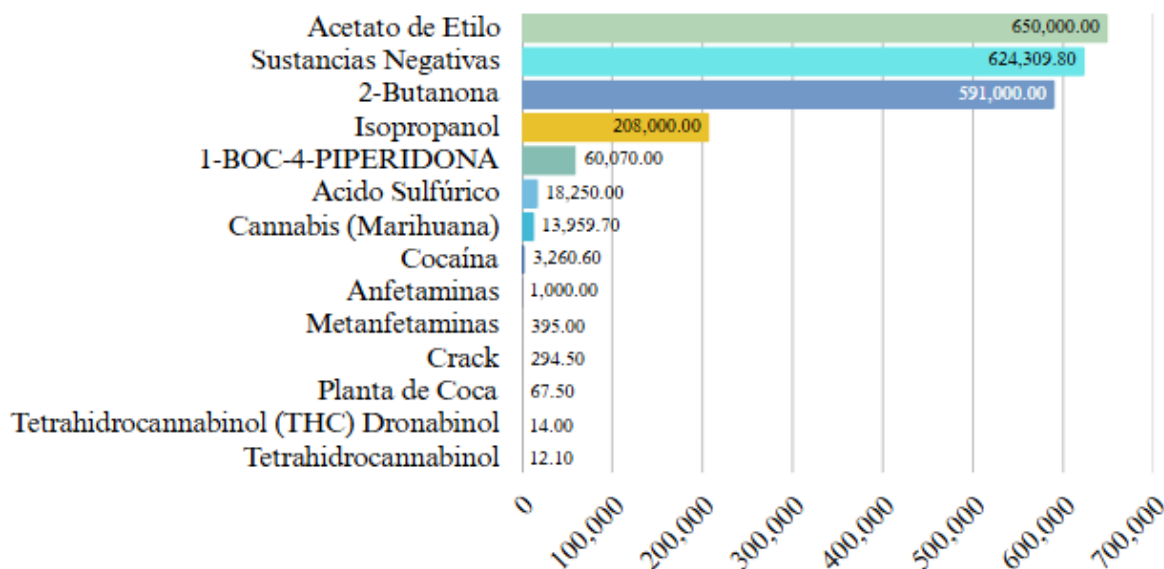 Acetato de Etilo 650,000.00
Sustancias Negativas 624,309.80
2-Butanona 591,000.00
Isopropanol 208,000.00
1-BOC-4-PIPERIDONA 60,070.00
Acido Sulfúrico 18,250.00
Cannabis (Marihuana) 13,959.70
Cocaína 3,260.60
Anfetaminas 1,000.00
Metanfetaminas 395.00
Crack 294.50
Planta de Coca 67.50
Tetrahidrocannabinol (THC) Dronabinol 14.00
Tetrahidrocannabinol 12.10
0 100,000 200,000 300,000 400,000 500,000 600,000 700,000